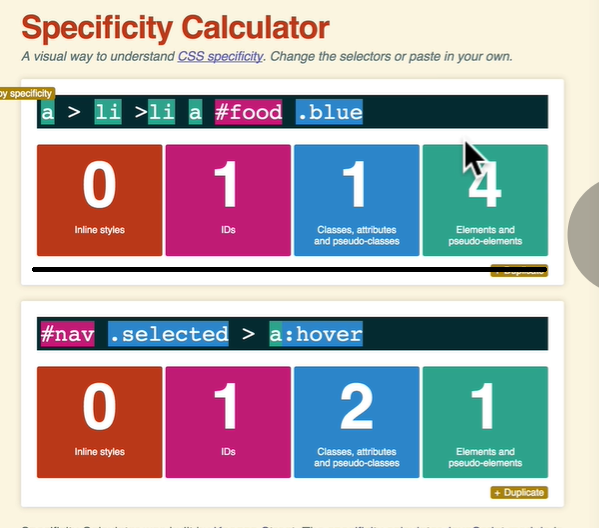 Specificity Calculator
A visual way to understand CSS specificity. Change the selectors or paste in your own.
by specificity
a > li >li a #food .blue
0 1 1 4
Inline styles IDs Classes, attributes and pseudo-classes Elements and pseudo-elements
#nav .selected > a:hover
0 1 2 1
Inline styles IDs Classes, attributes and pseudo-classes Elements and pseudo-elements
+ Duplicate